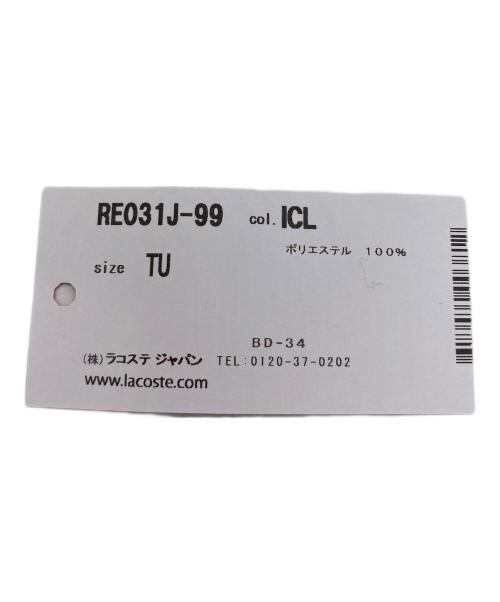 RE031J-99 col. ICL
ポリエステル 100%
size TU
BD-34
(株)ラコステ ジャパン TEL:0120-37-0202
www.lacoste.com